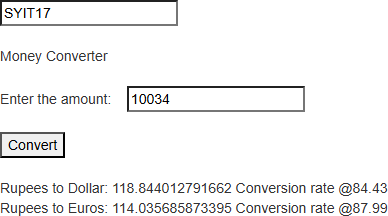 SYIT17
Money Converter
Enter the amount: 10034
Convert
Rupees to Dollar: 118.844012791662 Conversion rate @84.43
Rupees to Euros: 114.035685873395 Conversion rate @87.99